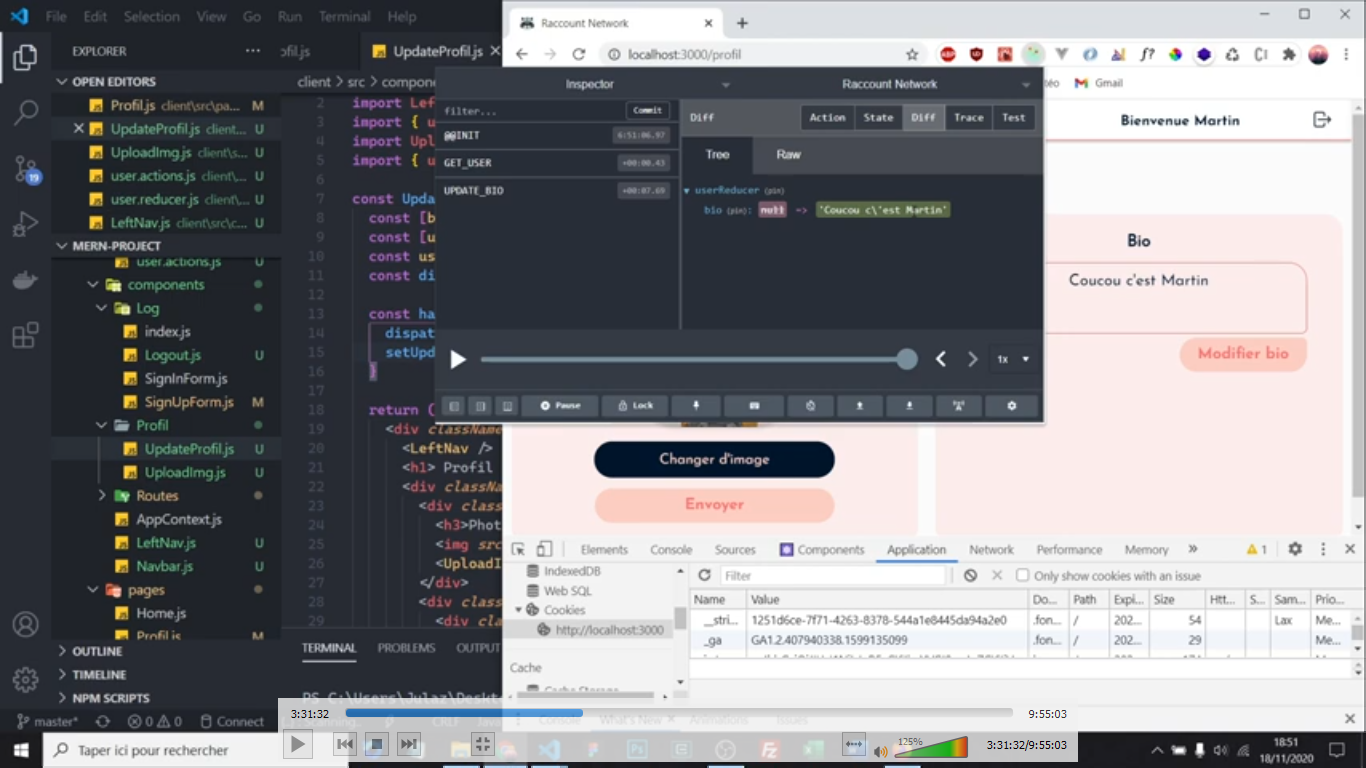 File Edit Selection View Go Run Terminal Help
Raccount Network
localhost:3000/profil
EXPLORER
OPEN EDITORS
Profil.js client\src\pa... M
UpdateProfil.js client... U
UploadImg.js client\s... U
user.actions.js client\... U
user.reducer.js client\... U
LeftNav.js client\src\c... U
MERN-PROJECT
user.actions.js U
components
Log
index.js
Logout.js U
SignInForm.js
SignUpForm.js M
Profil
UpdateProfil.js U
UploadImg.js U
Routes
AppContext.js
LeftNav.js U
Navbar.js U
pages
Home.js
Profil.js M
OUTLINE
TIMELINE
NPM SCRIPTS
19
ofil.js UpdateProfil.js
client > src > compone
2 import Lef
3 import { u
4 import Upl
5 import { u
6
7 const Upda
8 const [b
9 const [u
10 const us
11 const di
12
13 const ha
14 dispat
15 setUpd
16 }
17
18 return (
19 <div className
20 <LeftNav />
21 <h1> Profil
22 <div classNa
23 <div class
24 <h3>Phot
25 <img src
26 <UploadI
27 </div>
28 <div class
29 <div clas
TERMINAL PROBLEMS OUTPUT
PS C:\Users\Julaz\Deskto
Inspector Raccount Network
filter... Commit
@@INIT 6:51:06.97
GET_USER +00:00.43
UPDATE_BIO +00:07.69
Diff Action State Diff Trace Test
Tree Raw
userReducer (pin)
bio (pin): null => 'Coucou c\'est Martin'
1x
Pause Lock
téo Gmail
Bienvenue Martin
Bio
Coucou c'est Martin
Modifier bio
Changer d'image
Envoyer
Elements Console Sources Components Application Network Performance Memory » 1
IndexedDB
Web SQL
Cookies
http://localhost:3000
Cache
Cache Storage
Filter Only show cookies with an issue
Name Value Do... Path Expi... Size Htt... S... Sam... Prio...
__stri... 1251d6ce-7f71-4263-8378-544a1e8445da94a2e0 .fon... / 202... 54 Lax Me...
_ga GA1.2.407940338.1599135099 .fon... / 202... 29 Me...
Console What's New Animations Issues
master* 0 0 Connect CRLF
3:31:32 9:55:03
125% 3:31:32/9:55:03
Taper ici pour rechercher
18:51
18/11/2020